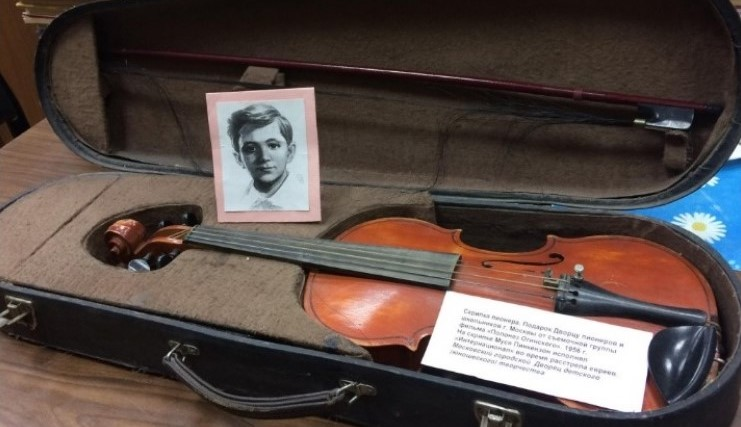 Скрипка пионера. Подарок Дворцу пионеров и
школьников г. Москвы от съемочной группы
фильма «Полонез Огинского». 1956 г.
На скрипке Муся Пинкензон исполнял
«Интернационал» во время расстрела евреев.
Московский городской Дворец детского
(юношеского) творчества